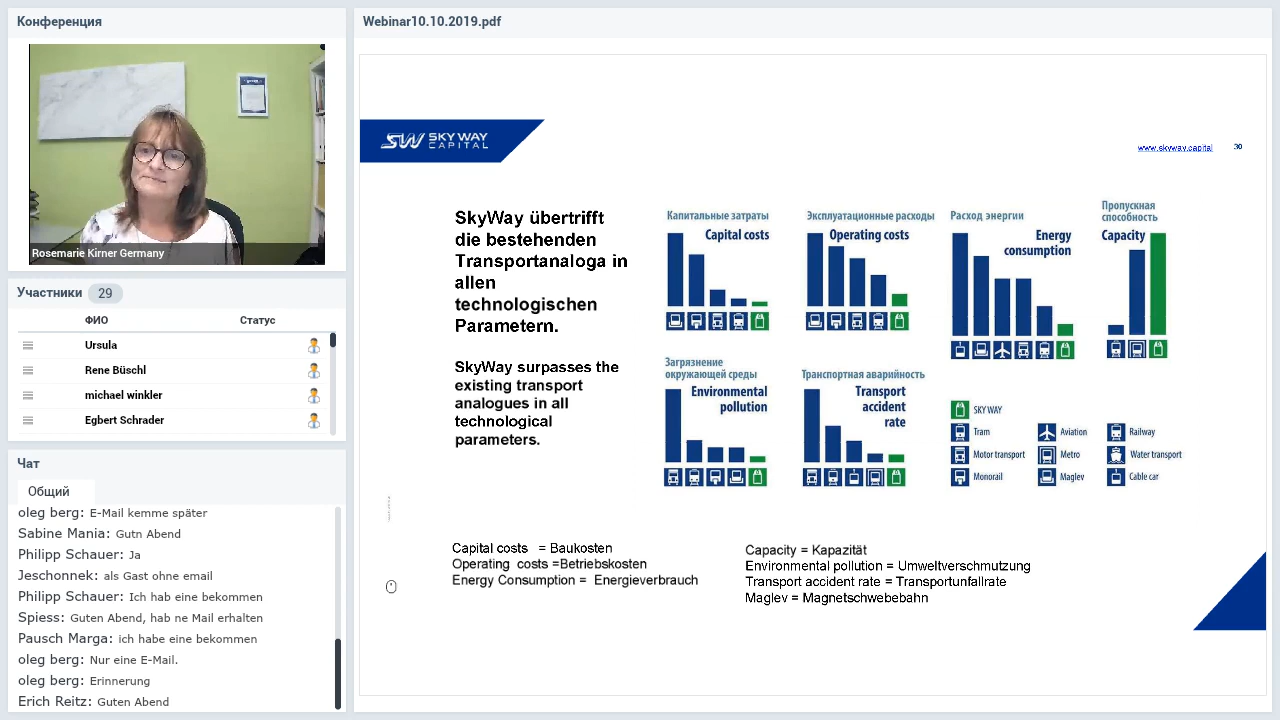 Конференция
Rosemarie Kirner Germany
Участники 29
ФИО Статус
Ursula
Rene Büschl
michael winkler
Egbert Schrader
Чат
Общий
oleg berg: E-Mail kemme später
Sabine Mania: Gutn Abend
Philipp Schauer: Ja
Jeschonnek: als Gast ohne email
Philipp Schauer: Ich hab eine bekommen
Spiess: Guten Abend, hab ne Mail erhalten
Pausch Marga: ich habe eine bekommen
oleg berg: Nur eine E-Mail.
oleg berg: Erinnerung
Erich Reitz: Guten Abend
Webinar10.10.2019.pdf
SW SKY WAY
CAPITAL
www.skyway.capital 30
SkyWay übertrifft
die bestehenden
Transportanaloga in
allen
technologischen
Parametern.
SkyWay surpasses the
existing transport
analogues in all
technological
parameters.
Капитальные затраты
Capital costs
Эксплуатационные расходы
Operating costs
Расход энергии
Energy
consumption
Пропускная
способность
Capacity
Загрязнение
окружающей среды
Environmental
pollution
Транспортная аварийность
Transport
accident
rate
SKY WAY
Tram Aviation Railway
Motor transport Metro Water transport
Monorail Maglev Cable car
Capital costs = Baukosten
Operating costs =Betriebskosten
Energy Consumption = Energieverbrauch
Capacity = Kapazität
Environmental pollution = Umweltverschmutzung
Transport accident rate = Transportunfallrate
Maglev = Magnetschwebebahn